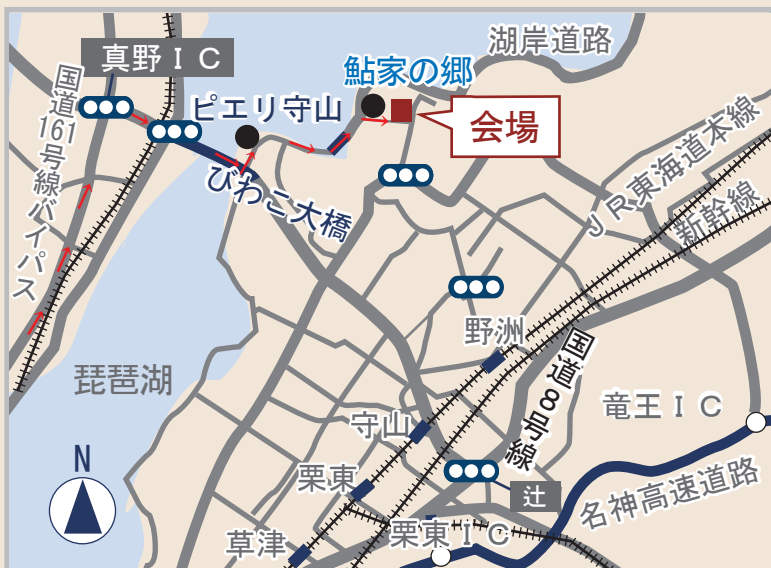 湖岸道路
真野IC
鮎家の郷
国道161号線バイパス
ピエリ守山
会場
びわこ大橋
JR東海道本線
新幹線
野洲
国道8号線
琵琶湖
竜王IC
守山
N
栗東
辻
名神高速道路
栗東IC
草津